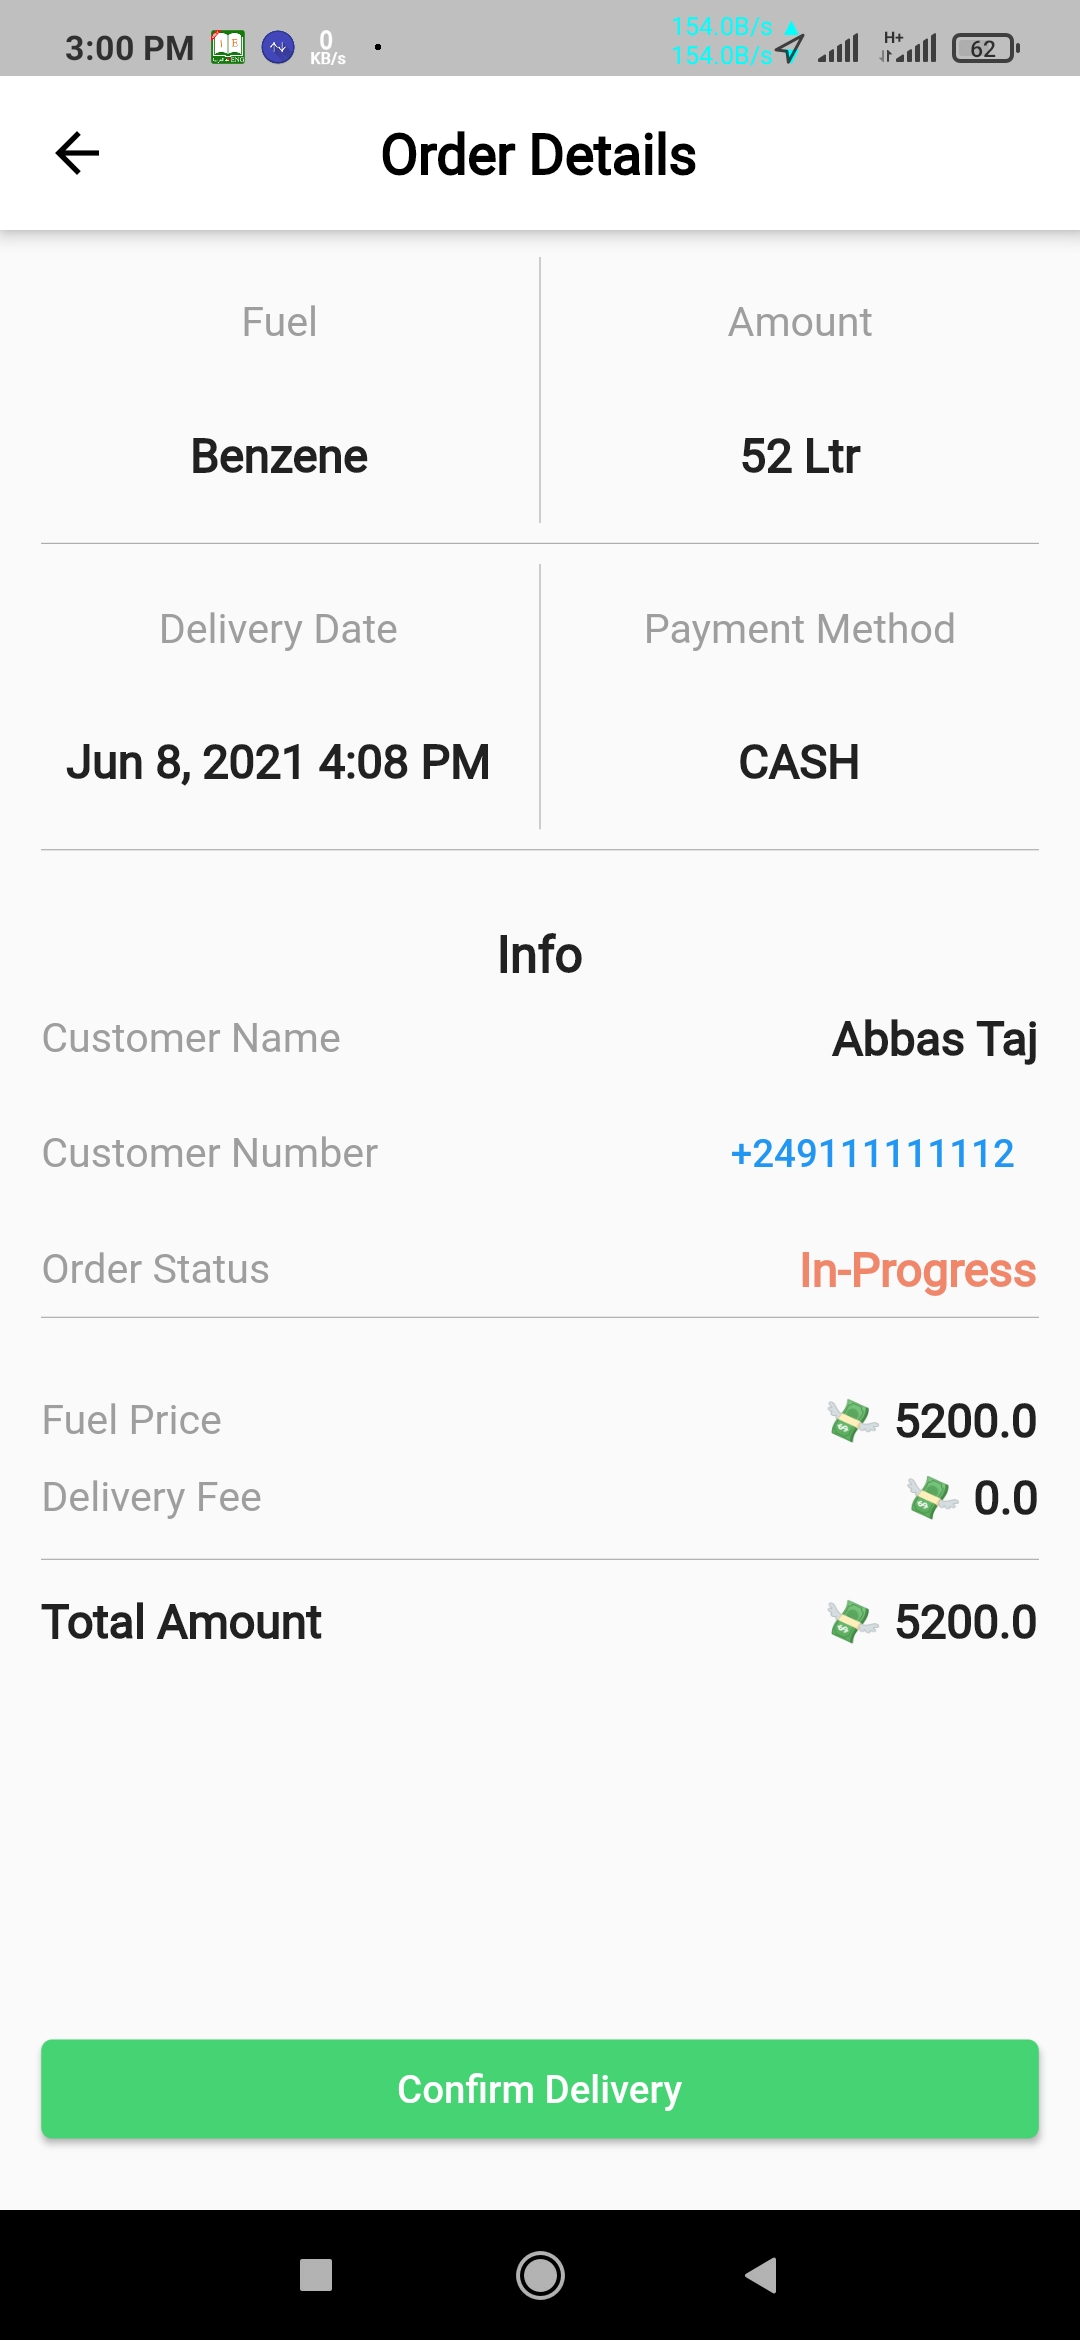 3:00 PM
0
KB/s
154.0B/s ▲
154.0B/s
H+
62
Order Details
Fuel
Amount
Benzene
52 Ltr
Delivery Date
Payment Method
Jun 8, 2021 4:08 PM
CASH
Info
Customer Name
Abbas Taj
Customer Number
+249111111112
Order Status
In-Progress
Fuel Price
💸 5200.0
Delivery Fee
💸 0.0
Total Amount
💸 5200.0
Confirm Delivery